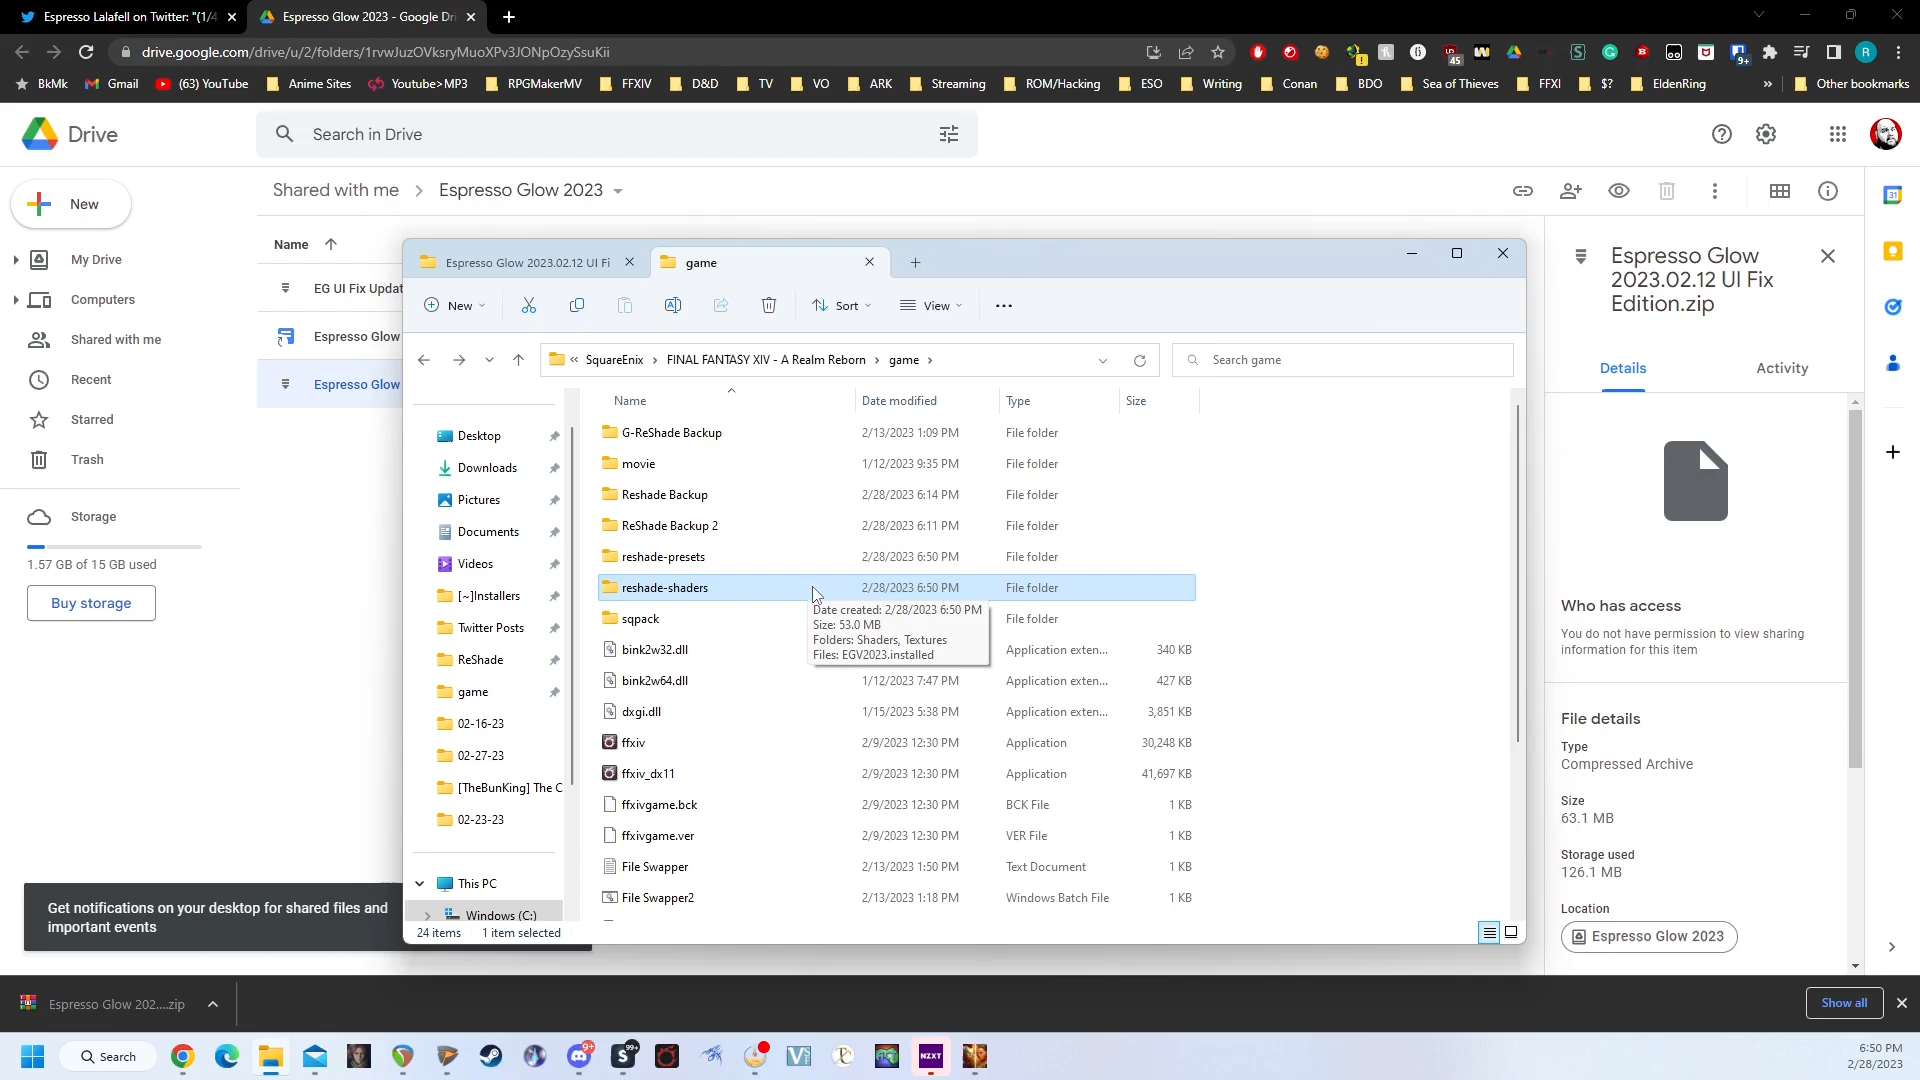 Espresso Lalafell on Twitter: "(1/4
Espresso Glow 2023 - Google Dri
drive.google.com/drive/u/2/folders/1rvwJuzOVksryMuoXPv3JONpOzySsuKii
45
9+
R
BkMk
Gmail
(63) YouTube
Anime Sites
Youtube>MP3
RPGMakerMV
FFXIV
D&D
TV
VO
ARK
Streaming
ROM/Hacking
ESO
Writing
Conan
BDO
Sea of Thieves
FFXI
$?
EldenRing
»
Other bookmarks
Drive
Search in Drive
New
Shared with me > Espresso Glow 2023
My Drive
Computers
Shared with me
Recent
Starred
Trash
Storage
1.57 GB of 15 GB used
Buy storage
Name
EG UI Fix Updat
Espresso Glow
Espresso Glow
Get notifications on your desktop for shared files and
important events
Espresso Glow 2023.02.12 UI Fi
game
New
Sort
View
« SquareEnix > FINAL FANTASY XIV - A Realm Reborn > game >
Search game
Desktop
Downloads
Pictures
Documents
Videos
[~]Installers
Twitter Posts
ReShade
game
02-16-23
02-27-23
[TheBunKing] The C
02-23-23
This PC
Windows (C:)
Name Date modified Type Size
G-ReShade Backup 2/13/2023 1:09 PM File folder
movie 1/12/2023 9:35 PM File folder
Reshade Backup 2/28/2023 6:14 PM File folder
ReShade Backup 2 2/28/2023 6:11 PM File folder
reshade-presets 2/28/2023 6:50 PM File folder
reshade-shaders 2/28/2023 6:50 PM File folder
sqpack File folder
Date created: 2/28/2023 6:50 PM
Size: 53.0 MB
Folders: Shaders, Textures
Files: EGV2023.installed
bink2w32.dll Application exten... 340 KB
bink2w64.dll 1/12/2023 7:47 PM Application exten... 427 KB
dxgi.dll 1/15/2023 5:38 PM Application exten... 3,851 KB
ffxiv 2/9/2023 12:30 PM Application 30,248 KB
ffxiv_dx11 2/9/2023 12:30 PM Application 41,697 KB
ffxivgame.bck 2/9/2023 12:30 PM BCK File 1 KB
ffxivgame.ver 2/9/2023 12:30 PM VER File 1 KB
File Swapper 2/13/2023 1:50 PM Text Document 1 KB
File Swapper2 2/13/2023 1:18 PM Windows Batch File 1 KB
24 items 1 item selected
Espresso Glow
2023.02.12 UI Fix
Edition.zip
Details
Activity
Who has access
You do not have permission to view sharing
information for this item
File details
Type
Compressed Archive
Size
63.1 MB
Storage used
126.1 MB
Location
Espresso Glow 2023
31
Espresso Glow 202....zip
Show all
Search
9+
99+
NZXT
6:50 PM
2/28/2023